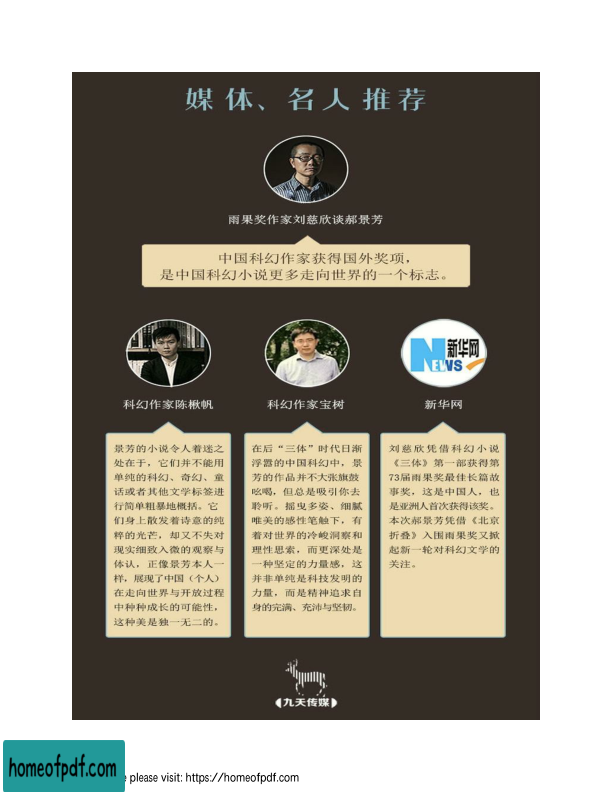 媒体、名人推荐
雨果奖作家刘慈欣谈郝景芳
中国科幻作家获得国外奖项，
是中国科幻小说更多走向世界的一个标志。
科幻作家陈楸帆
科幻作家宝树
新华网
NEWS
新华网
景芳的小说令人着迷之
处在于，它们并不能用
单纯的科幻、奇幻、童
话或者其他文学标签进
行简单粗暴地概括。它
们身上散发着诗意的纯
粹的光芒，却又不失对
现实细致入微的观察与
体认，正像景芳本人一
样，展现了中国（个人）
在走向世界与开放过程
中种种成长的可能性，
这种美是独一无二的。
在后“三体”时代日渐
浮嚣的中国科幻中，景
芳的作品并不大张旗鼓
吆喝，但总是吸引你去
聆听。摇曳多姿、细腻
唯美的感性笔触下，有
着对世界的冷峻洞察和
理性思索，而更深处是
一种坚定的力量感，这
并非单纯是科技发明的
力量，而是精神追求自
身的完满、充沛与坚韧。
刘慈欣凭借科幻小说
《三体》第一部获得第
73届雨果奖最佳长篇故
事奖，这是中国人，也
是亚洲人首次获得该奖。
本次郝景芳凭借《北京
折叠》入围雨果奖又掀
起新一轮对科幻文学的
关注。
九天传媒
homeofpdf.com
e please visit: https://homeofpdf.com